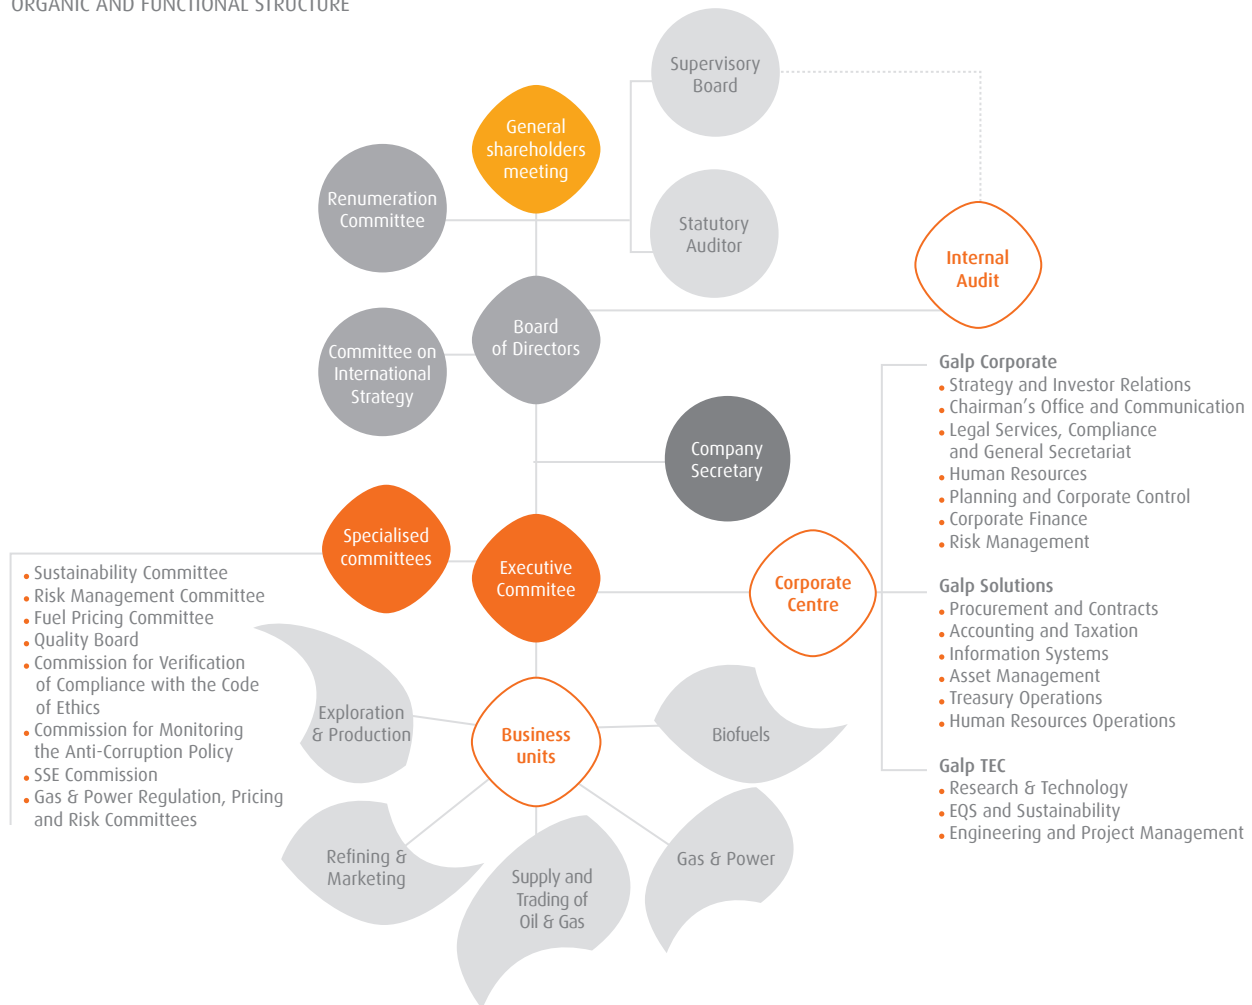 ORGANIC AND FUNCTIONAL STRUCTURE
Supervisory
Board
General
shareholders
meeting
Renumeration
Committee
Statutory
Auditor
Internal
Audit
Board
of Directors
Committee on
International
Strategy
Company
Secretary
Specialised
committees
Executive
Commitee
Corporate
Centre
Galp Corporate
• Strategy and Investor Relations
• Chairman’s Office and Communication
• Legal Services, Compliance
and General Secretariat
• Human Resources
• Planning and Corporate Control
• Corporate Finance
• Risk Management
Galp Solutions
• Procurement and Contracts
• Accounting and Taxation
• Information Systems
• Asset Management
• Treasury Operations
• Human Resources Operations
Galp TEC
• Research & Technology
• EQS and Sustainability
• Engineering and Project Management
• Sustainability Committee
• Risk Management Committee
• Fuel Pricing Committee
• Quality Board
• Commission for Verification
of Compliance with the Code
of Ethics
• Commission for Monitoring
the Anti-Corruption Policy
• SSE Commission
• Gas & Power Regulation, Pricing
and Risk Committees
Exploration
& Production
Business
units
Biofuels
Refining &
Marketing
Supply and
Trading of
Oil & Gas
Gas & Power